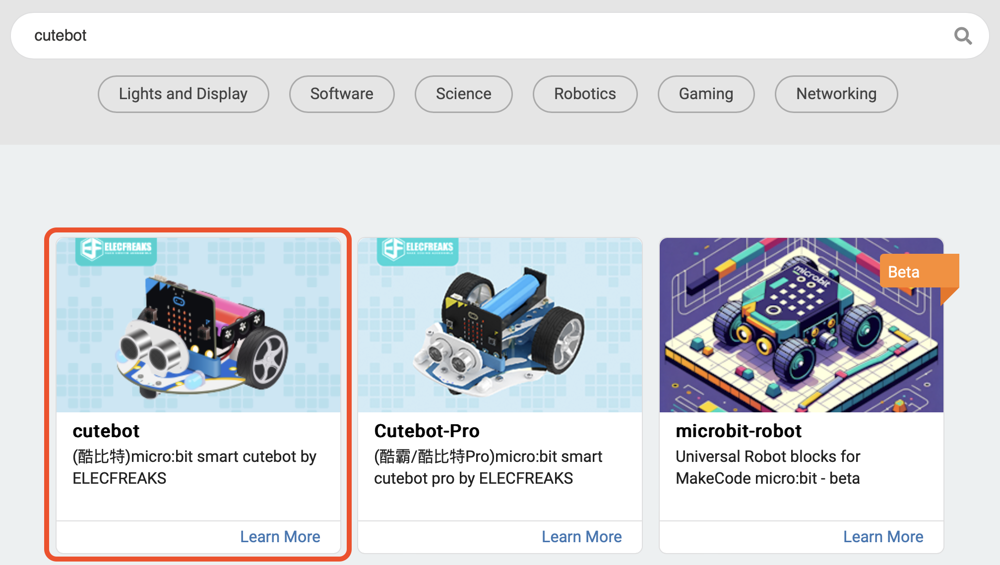 cutebot
Lights and Display
Software
Science
Robotics
Gaming
Networking
ELECFREAKS
ELECFREAKS
microbit
Beta
cutebot
(酷比特)micro:bit smart cutebot by
ELECFREAKS
Learn More
Cutebot-Pro
(酷霸/酷比特Pro)micro:bit smart
cutebot pro by ELECFREAKS
Learn More
microbit-robot
Universal Robot blocks for
MakeCode micro:bit - beta
Learn More